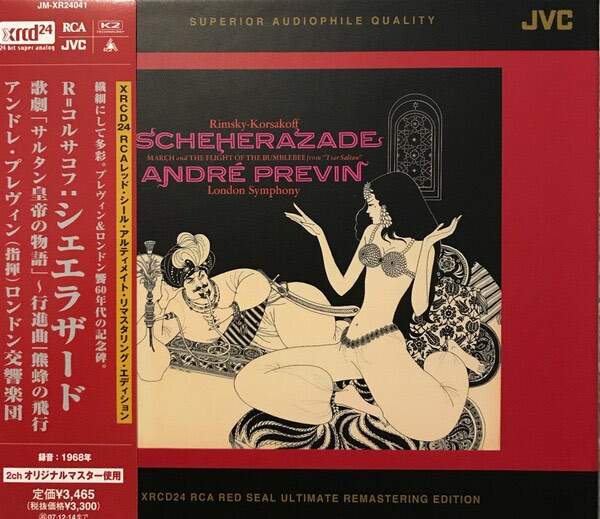 JM-XR24041
xrcd24
24 bit super analog
RCA
JVC
K2
TECHNOLOGY
XRCD24 RCAレッド・シール・アルティメイト・リマスタリング・エディション
繊細にして多彩。プレヴィン&ロンドン響60年代の記念碑。
R=コルサコフ:シェエラザード
歌劇「サルタン皇帝の物語」～行進曲|熊蜂の飛行
アンドレ・プレヴィン(指揮)ロンドン交響楽団
録音:1968年
2ch オリジナルマスター使用
定価¥3,465
(税抜価格¥3,300)
07・12・14まで
SUPERIOR AUDIOPHILE QUALITY
JVC
Rimsky-Korsakoff
SCHEHERAZADE
MARCH and THE FLIGHT OF THE BUMBLEBEE from "Tsar Saltan"
ANDRÉ PREVIN
London Symphony
XRCD24 RCA RED SEAL ULTIMATE REMASTERING EDITION